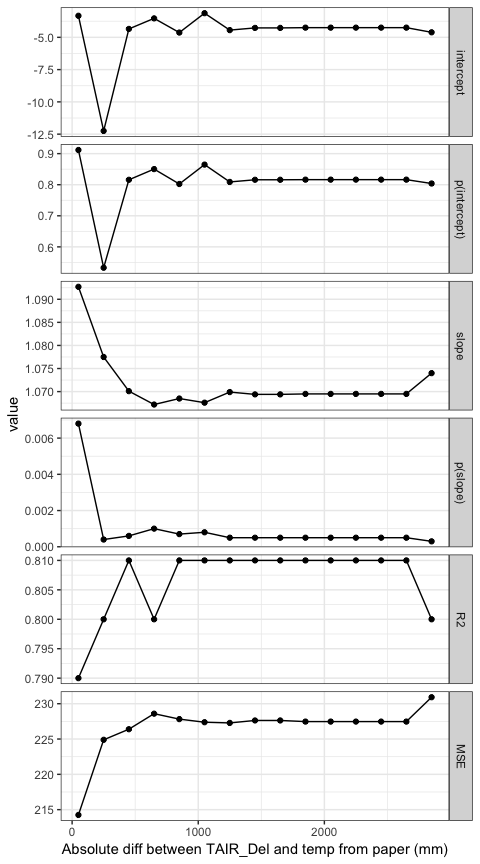 -5.0
-7.5
-10.0
-12.5
intercept
0.9
0.8
0.7
0.6
p(intercept)
1.090
1.085
1.080
1.075
1.070
slope
value
0.006
0.004
0.002
0.000
p(slope)
0.810
0.805
0.800
0.795
0.790
R2
230
225
220
215
MSE
0 1000 2000
Absolute diff between TAIR_Del and temp from paper (mm)